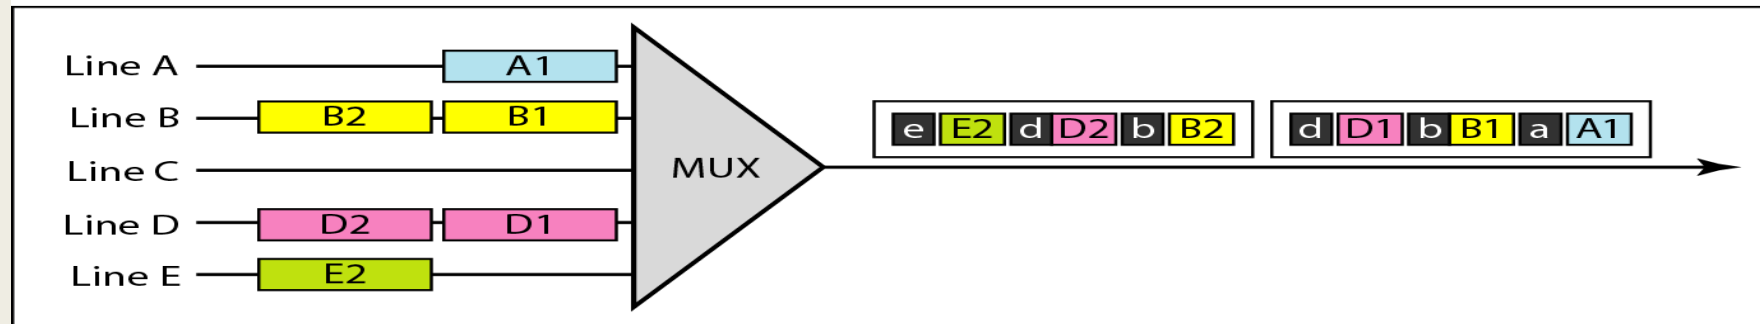 Line A A1
Line B B2 B1
Line C
Line D D2 D1
Line E E2
MUX
e E2 d D2 b B2 d D1 b B1 a A1